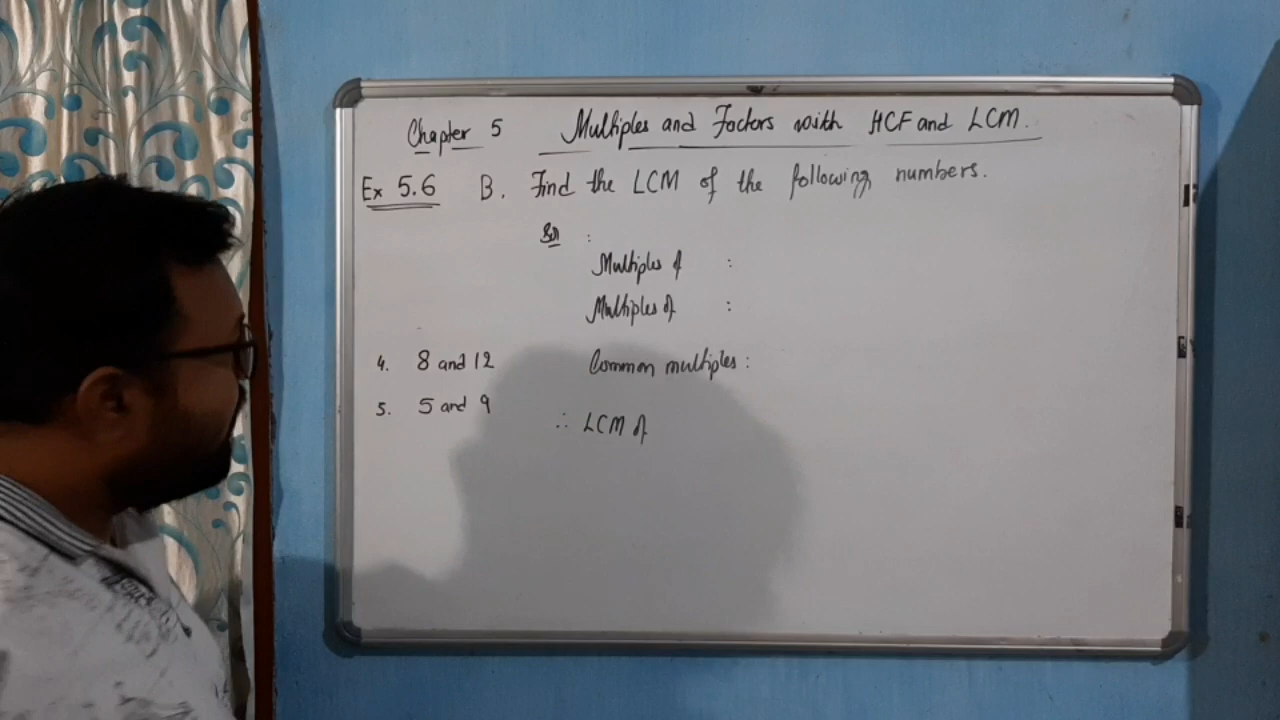 Chapter 5 Multiples and Factors with HCF and LCM.
Ex 5.6 B. Find the LCM of the following numbers.
Sol :
Multiples of :
Multiples of :
4. 8 and 12 Common multiples :
5. 5 and 9
∴ LCM of